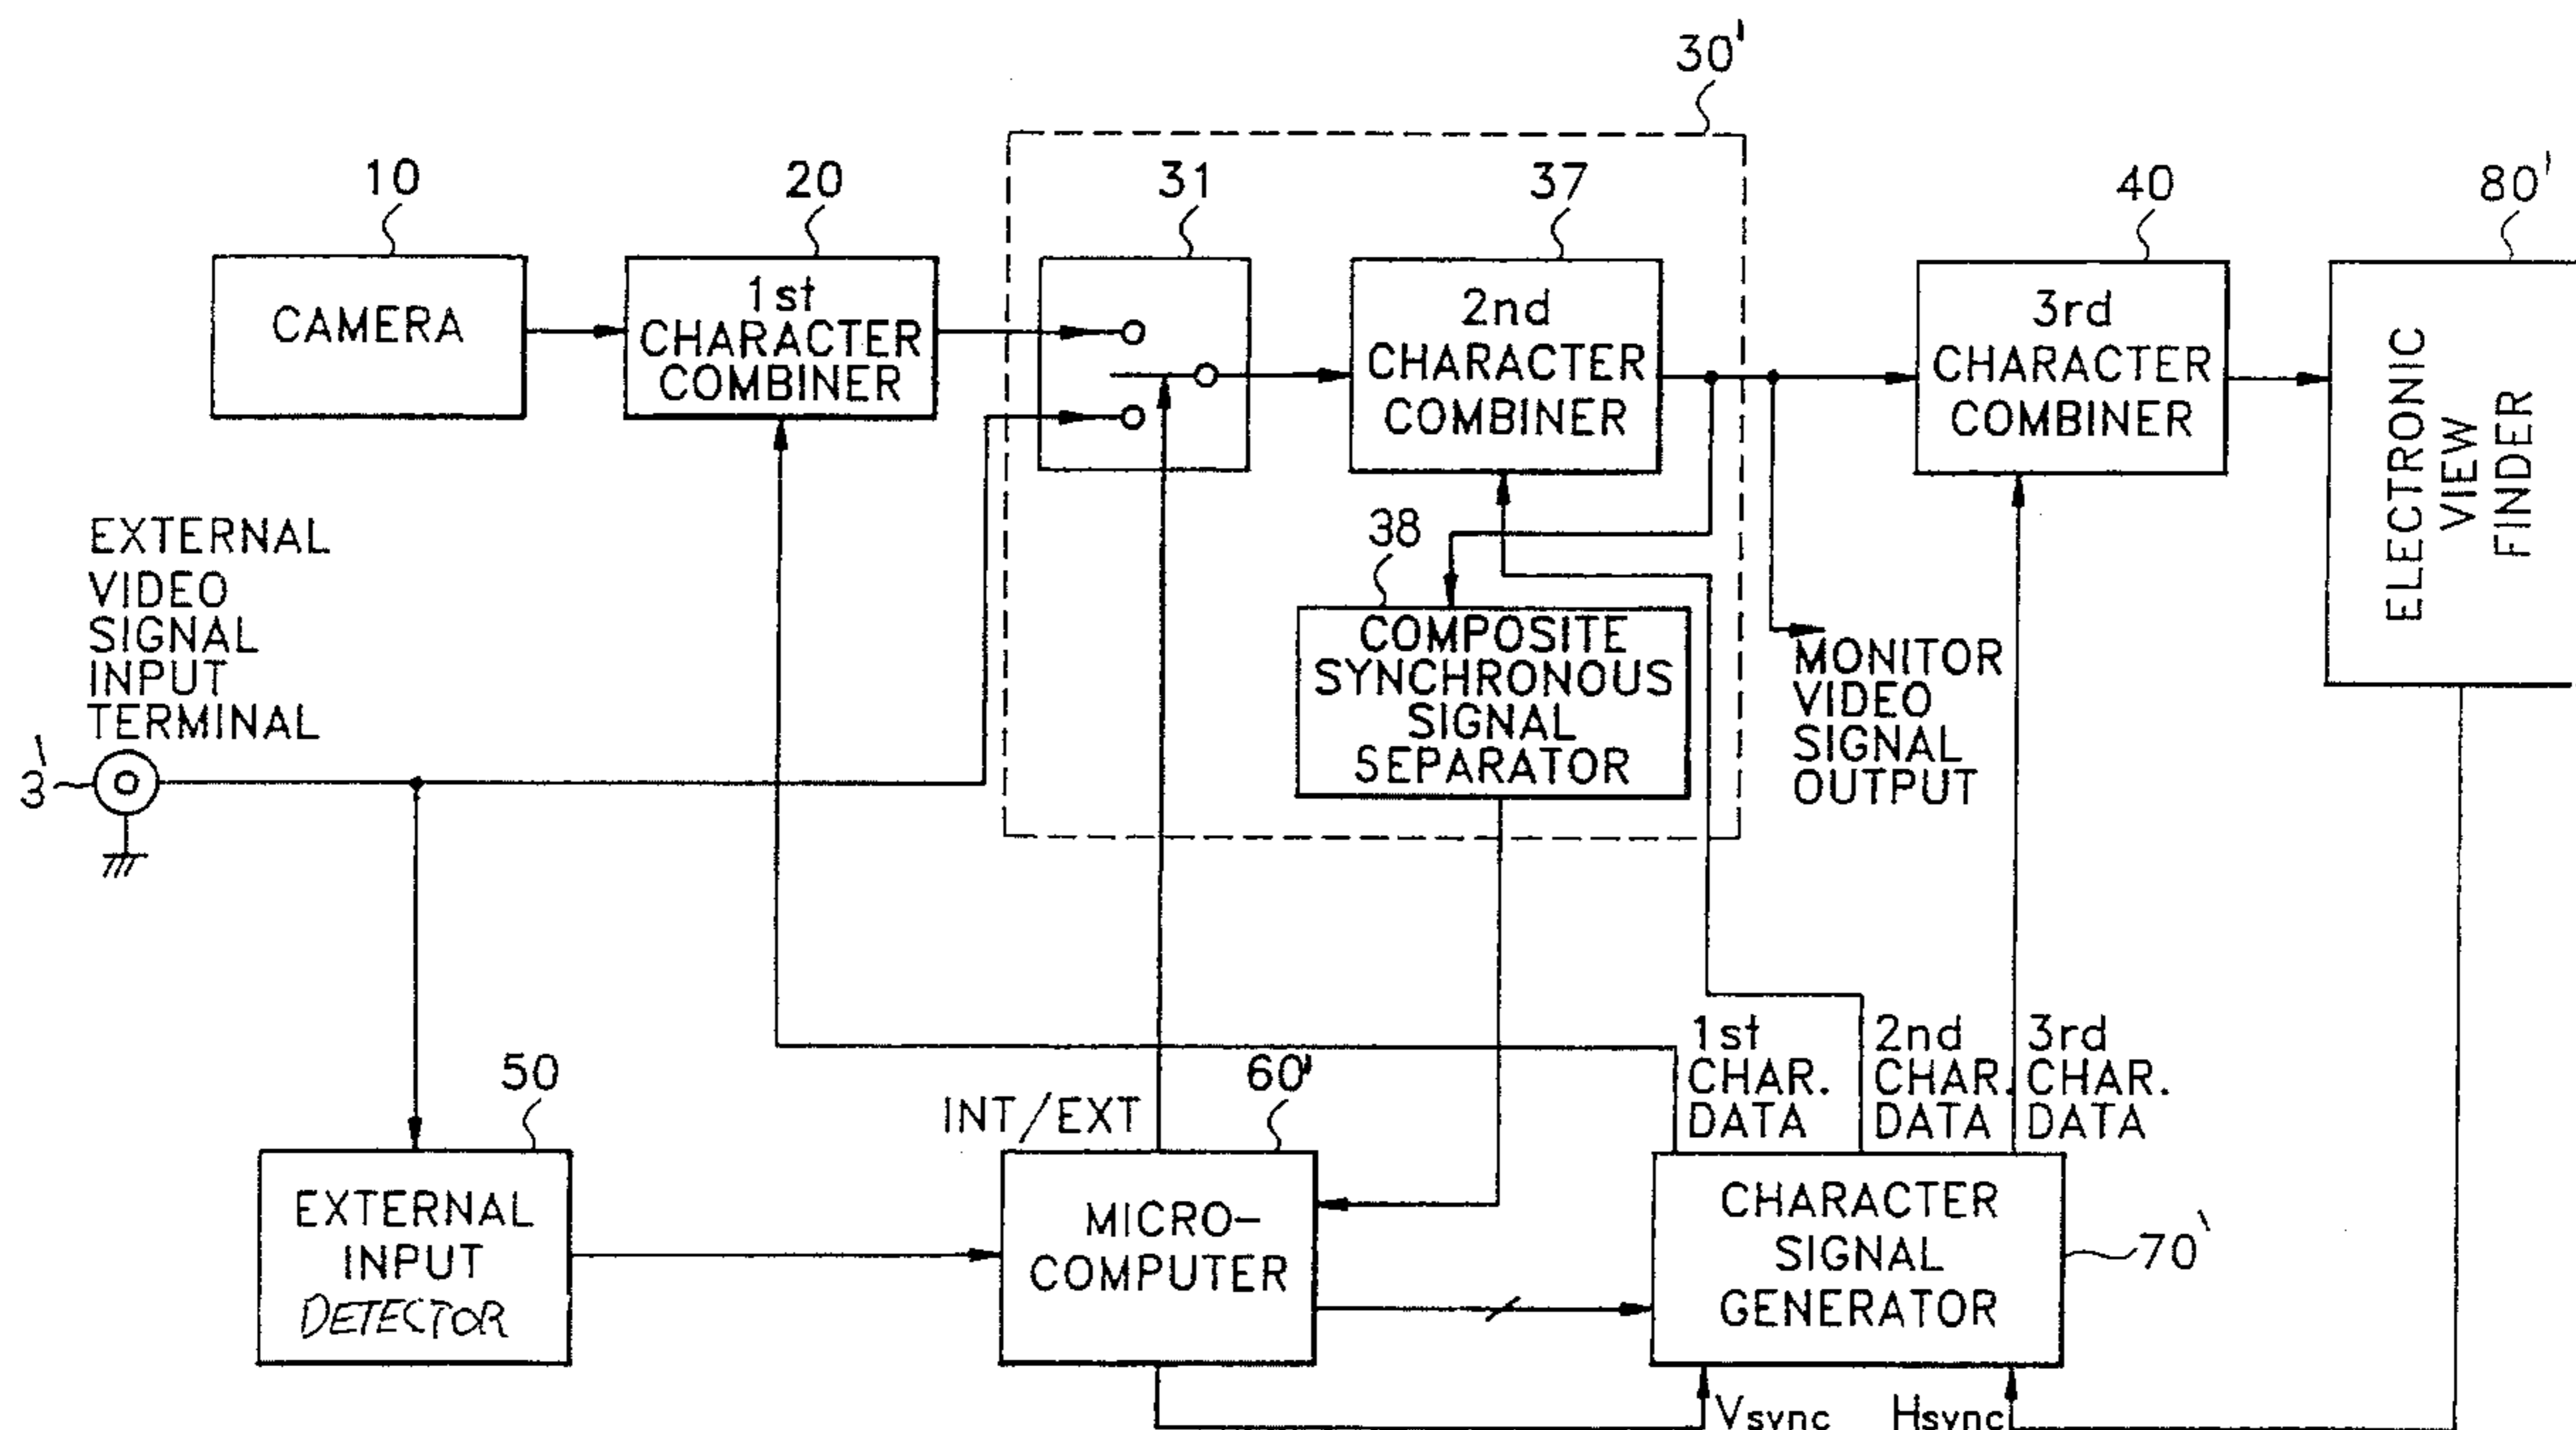 30'
10
20
31
37
40
80'
CAMERA
1st
CHARACTER
COMBINER
2nd
CHARACTER
COMBINER
3rd
CHARACTER
COMBINER
ELECTRONIC
VIEW
FINDER
EXTERNAL
VIDEO
SIGNAL
INPUT
TERMINAL
3'
38
COMPOSITE
SYNCHRONOUS
SIGNAL
SEPARATOR
MONITOR
VIDEO
SIGNAL
OUTPUT
50
INT/EXT
60'
1st
CHAR.
DATA
2nd
CHAR.
DATA
3rd
CHAR.
DATA
EXTERNAL
INPUT
DETECTOR
MICRO-
COMPUTER
CHARACTER
SIGNAL
GENERATOR
70'
Vsync
Hsync